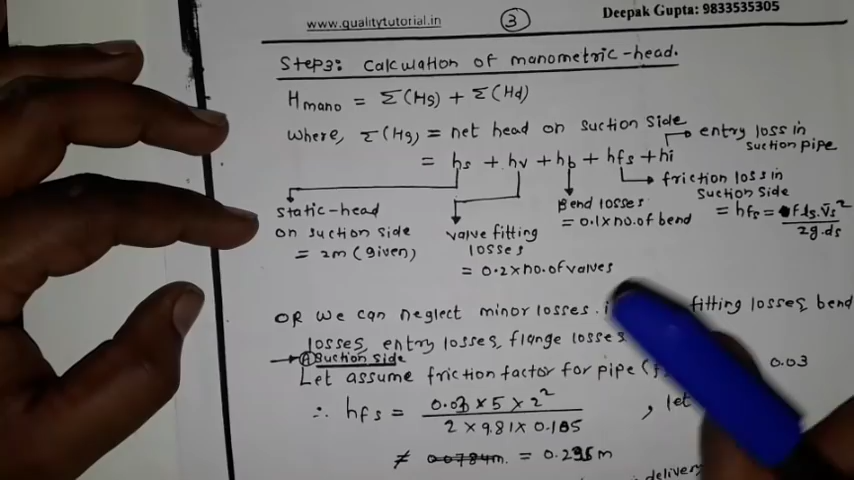 www.qualitytutorial.in 3 Deepak Gupta: 9833535305
Step3: Calculation of manometric-head.
Hmano = Σ(Hs) + Σ(Hd)
where, Σ(Hs) = net head on suction side
= hs + hv + hb + hfs + hi
entry loss in
suction pipe
friction loss in
suction side
= hfs = f ls. Vs²
2g. ds
static-head
on suction side
= 2m (given)
valve fitting
losses
= 0.2 x no. of valves
Bend losses
= 0.1 x no. of bend
OR we can neglect minor losses. fitting losses, bend
losses, entry losses, flange losses
A Suction side
Let assume friction factor for pipe 0.03
∴ hfs = 0.03 x 5 x 2² , let
2 x 9.81 x 0.105
≠ = m
delivery